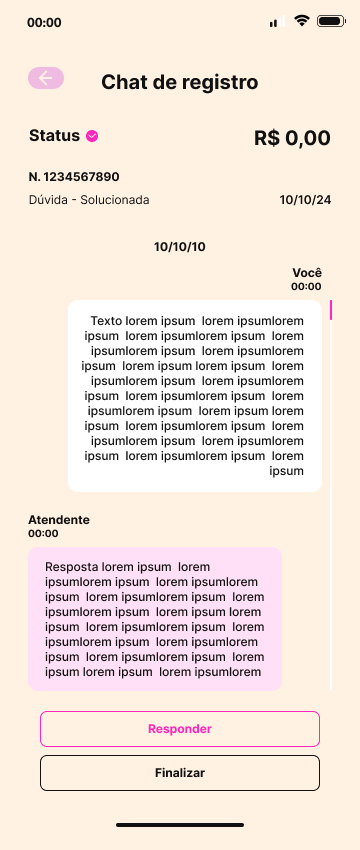 00:00
Chat de registro
Status
R$ 0,00
N. 1234567890
Dúvida - Solucionada
10/10/24
10/10/10
Você
00:00
Texto lorem ipsum  lorem ipsumlorem
ipsum  lorem ipsumlorem ipsum  lorem
ipsumlorem ipsum  lorem ipsumlorem
ipsum  lorem ipsum lorem ipsum  lorem
ipsumlorem ipsum  lorem ipsumlorem
ipsum  lorem ipsumlorem ipsum  lorem
ipsumlorem ipsum  lorem ipsum lorem
ipsum  lorem ipsumlorem ipsum  lorem
ipsumlorem ipsum  lorem ipsumlorem
ipsum  lorem ipsumlorem ipsum  lorem
ipsum
Atendente
00:00
Resposta lorem ipsum  lorem
ipsumlorem ipsum  lorem ipsumlorem
ipsum  lorem ipsumlorem ipsum  lorem
ipsumlorem ipsum  lorem ipsum lorem
ipsum  lorem ipsumlorem ipsum  lorem
ipsumlorem ipsum  lorem ipsumlorem
ipsum  lorem ipsumlorem ipsum  lorem
ipsum lorem ipsum  lorem ipsumlorem
Responder
Finalizar